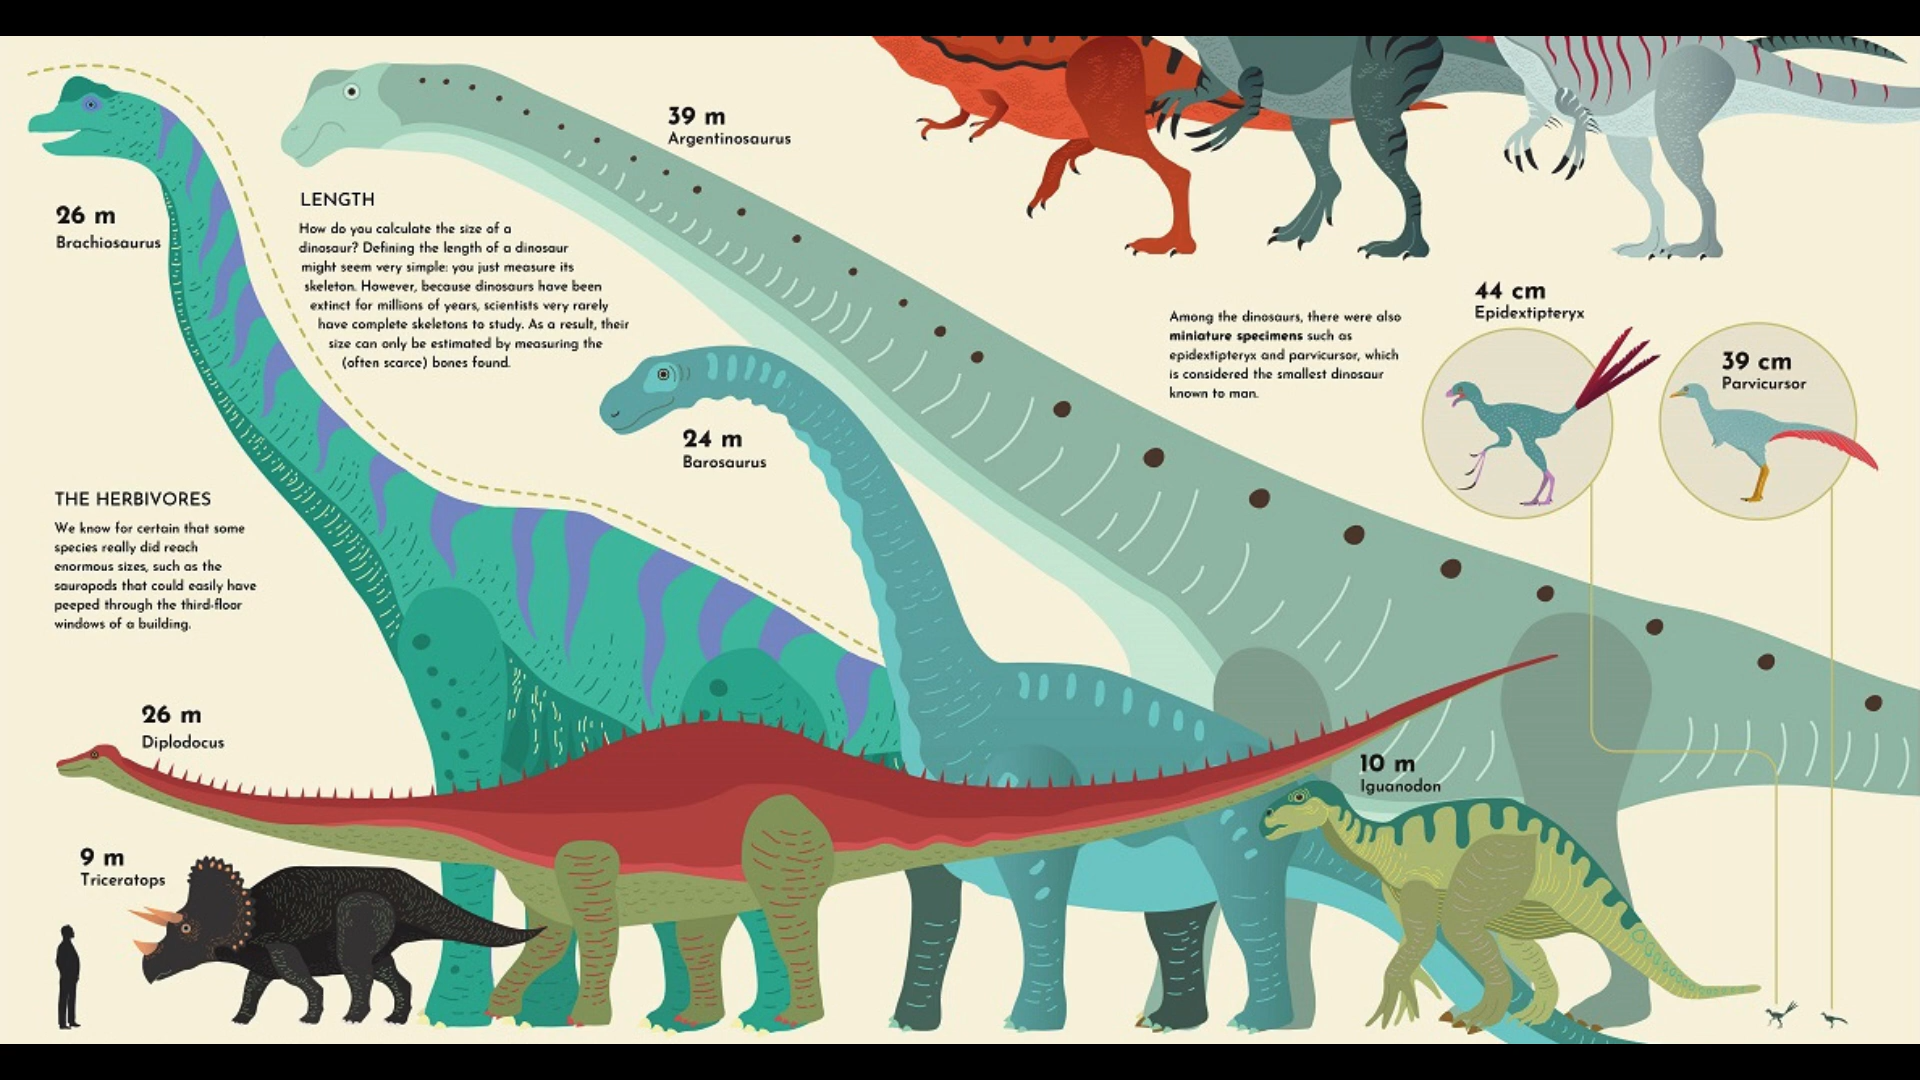 26 m
Brachiosaurus
39 m
Argentinosaurus
LENGTH
How do you calculate the size of a
dinosaur? Defining the length of a dinosaur
might seem very simple: you just measure its
skeleton. However, because dinosaurs have been
extinct for millions of years, scientists very rarely
have complete skeletons to study. As a result, their
size can only be estimated by measuring the
(often scarce) bones found.
24 m
Barosaurus
Among the dinosaurs, there were also
miniature specimens such as
epidextipteryx and parvicursor, which
is considered the smallest dinosaur
known to man.
44 cm
Epidextipteryx
39 cm
Parvicursor
THE HERBIVORES
We know for certain that some
species really did reach
enormous sizes, such as the
sauropods that could easily have
peeped through the third-floor
windows of a building.
26 m
Diplodocus
10 m
Iguanodon
9 m
Triceratops